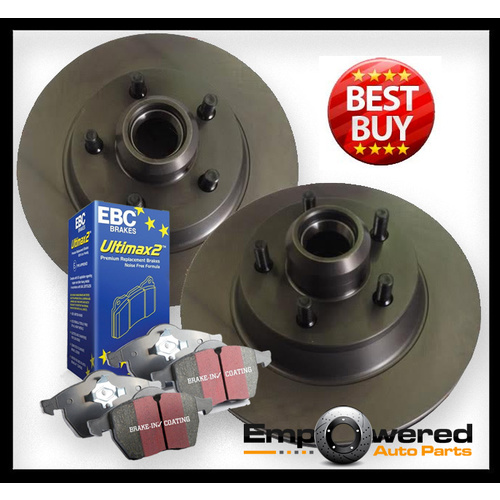 BEST
BUY
EBC
BRAKES
Ultimax2™
Premium Replacement Brakes
Noise Free Formula
BRAKE-IN COATING
BRAKE-IN COATING
Empowered
Auto Parts